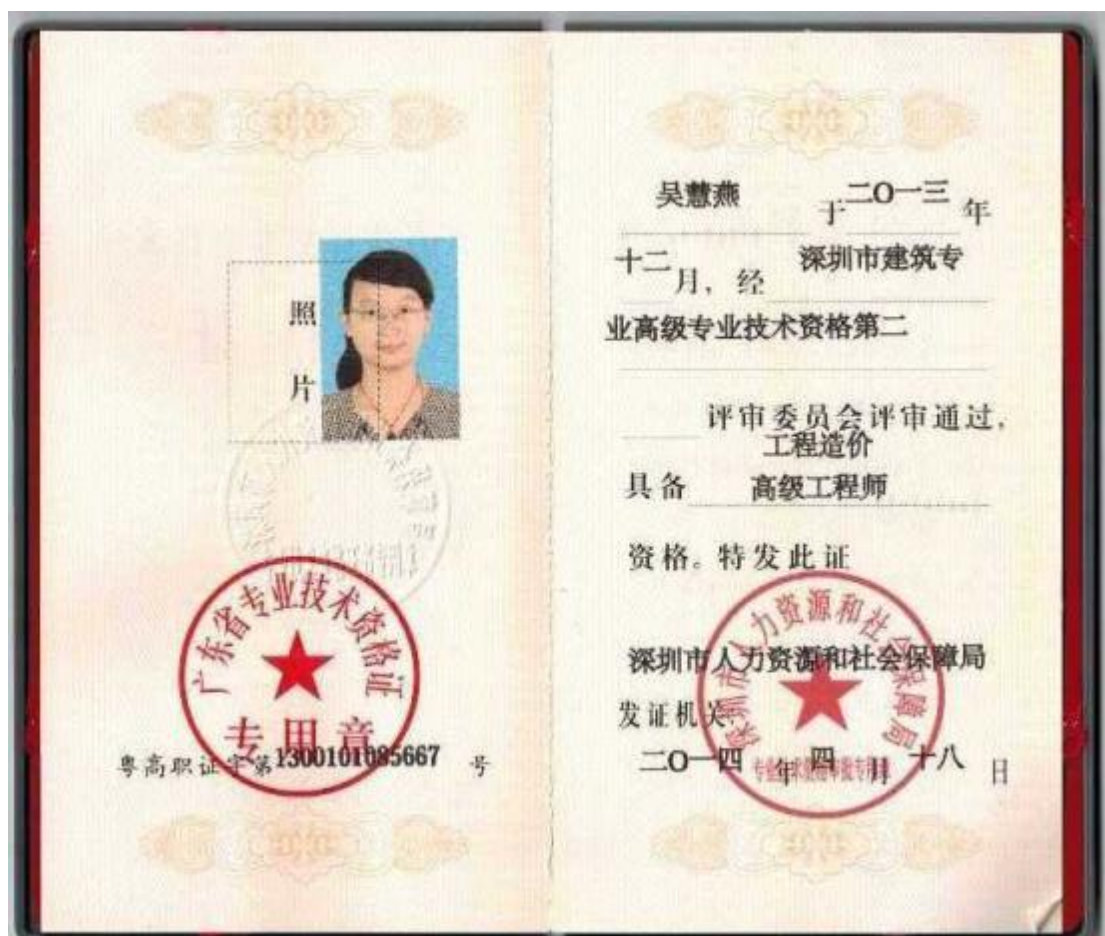 照
片
广东省专业技术资格证
专用章
粤高职证字第1300101085667 号
吴慧燕 于二O一三年
十二月，经 深圳市建筑专
业高级专业技术资格第二
评审委员会评审通过，
工程造价
具备 高级工程师
资格。特发此证
深圳市人力资源和社会保障局
深圳市人力资源和社会保障局
发证机关
二O一四 年 四 月 十八 日